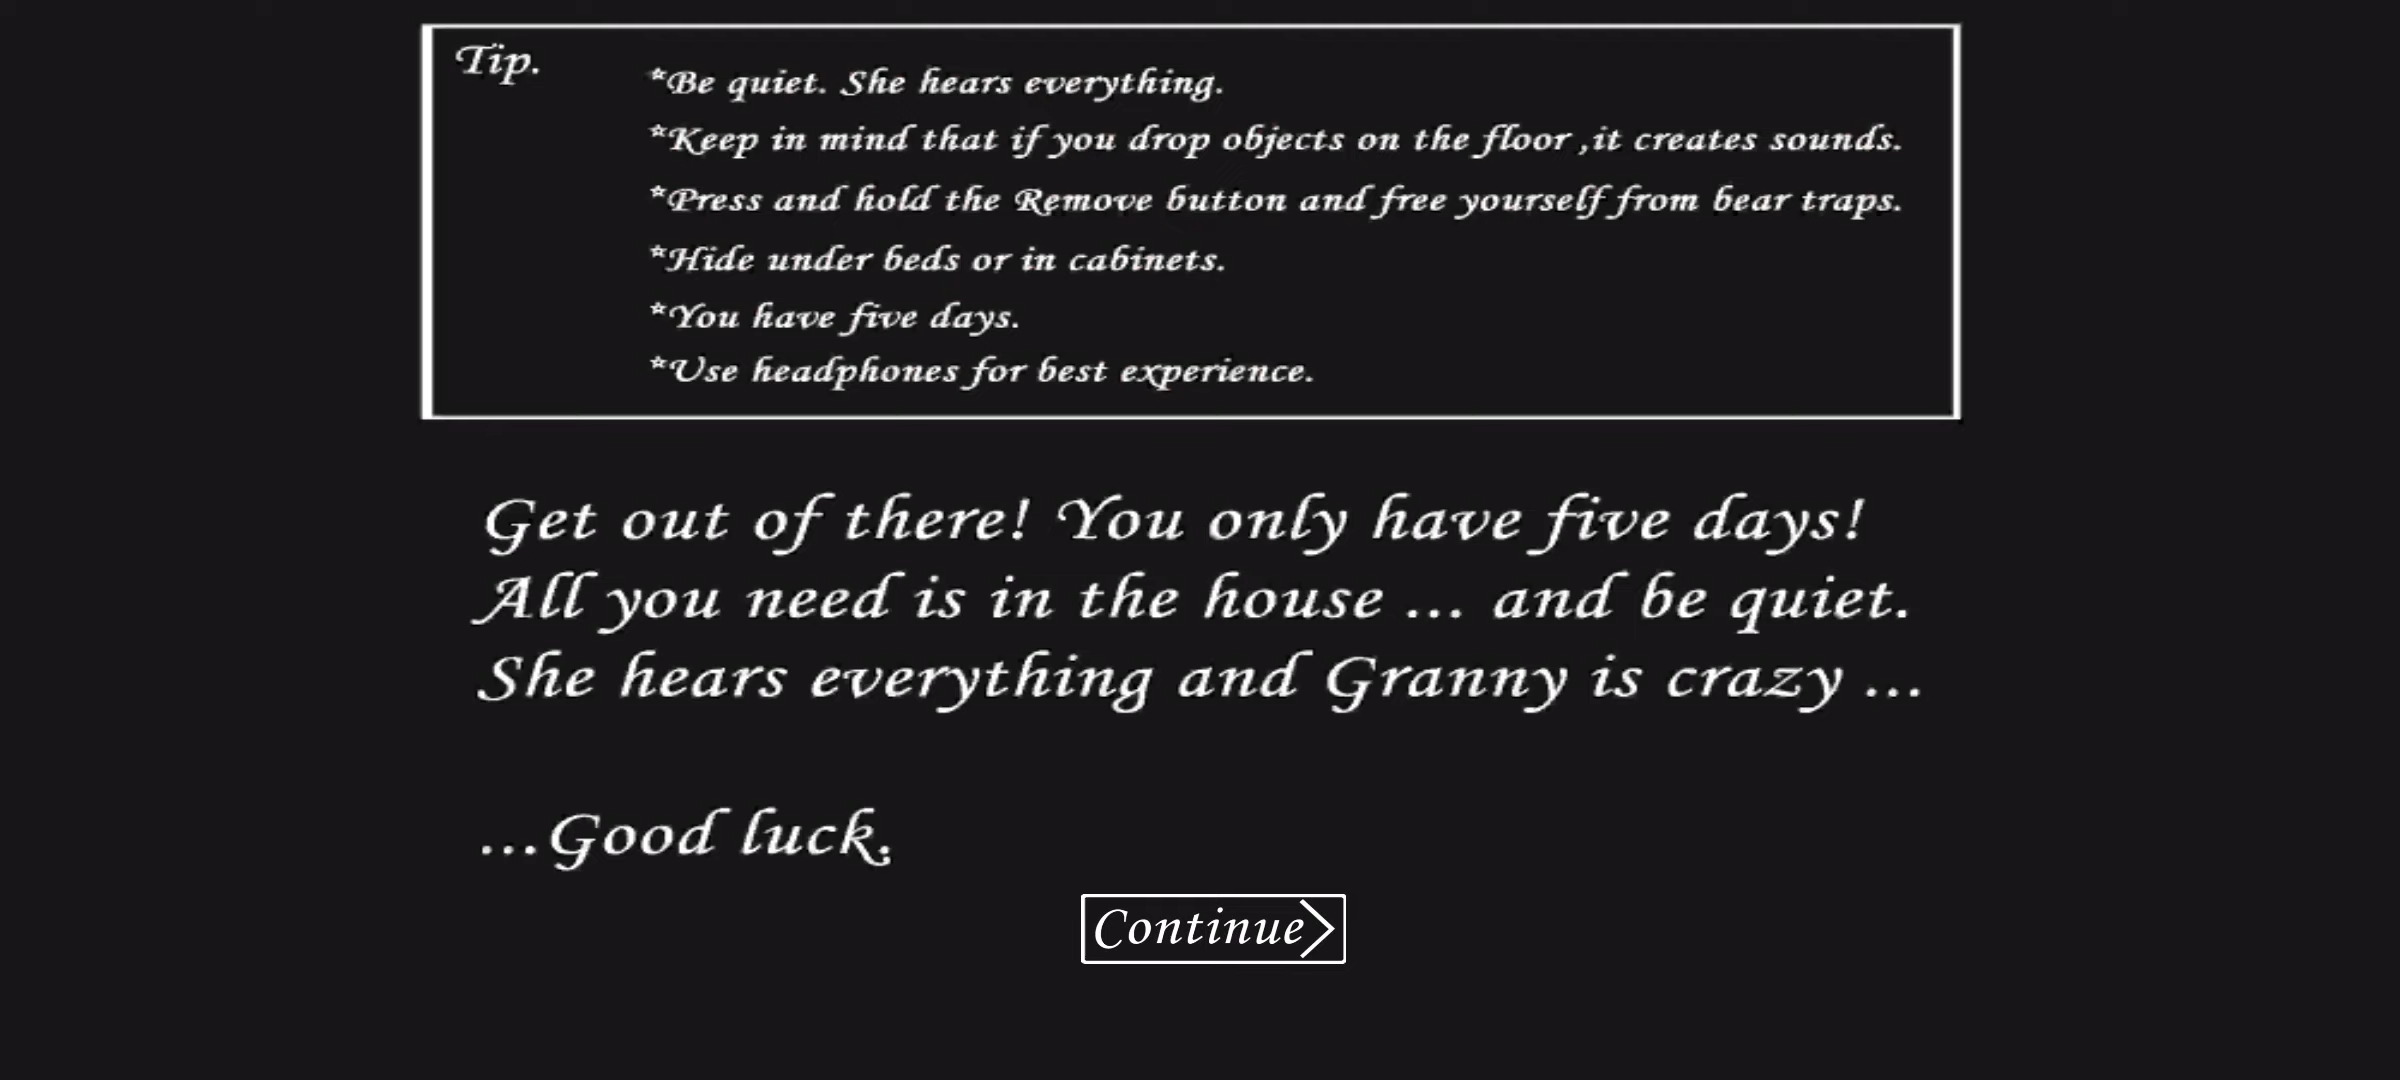 Tip.
*Be quiet. She hears everything.
*Keep in mind that if you drop objects on the floor ,it creates sounds.
*Press and hold the Remove button and free yourself from bear traps.
*Hide under beds or in cabinets.
*You have five days.
*Use headphones for best experience.
Get out of there! You only have five days!
All you need is in the house ... and be quiet.
She hears everything and Granny is crazy ...
...Good luck.
Continue>